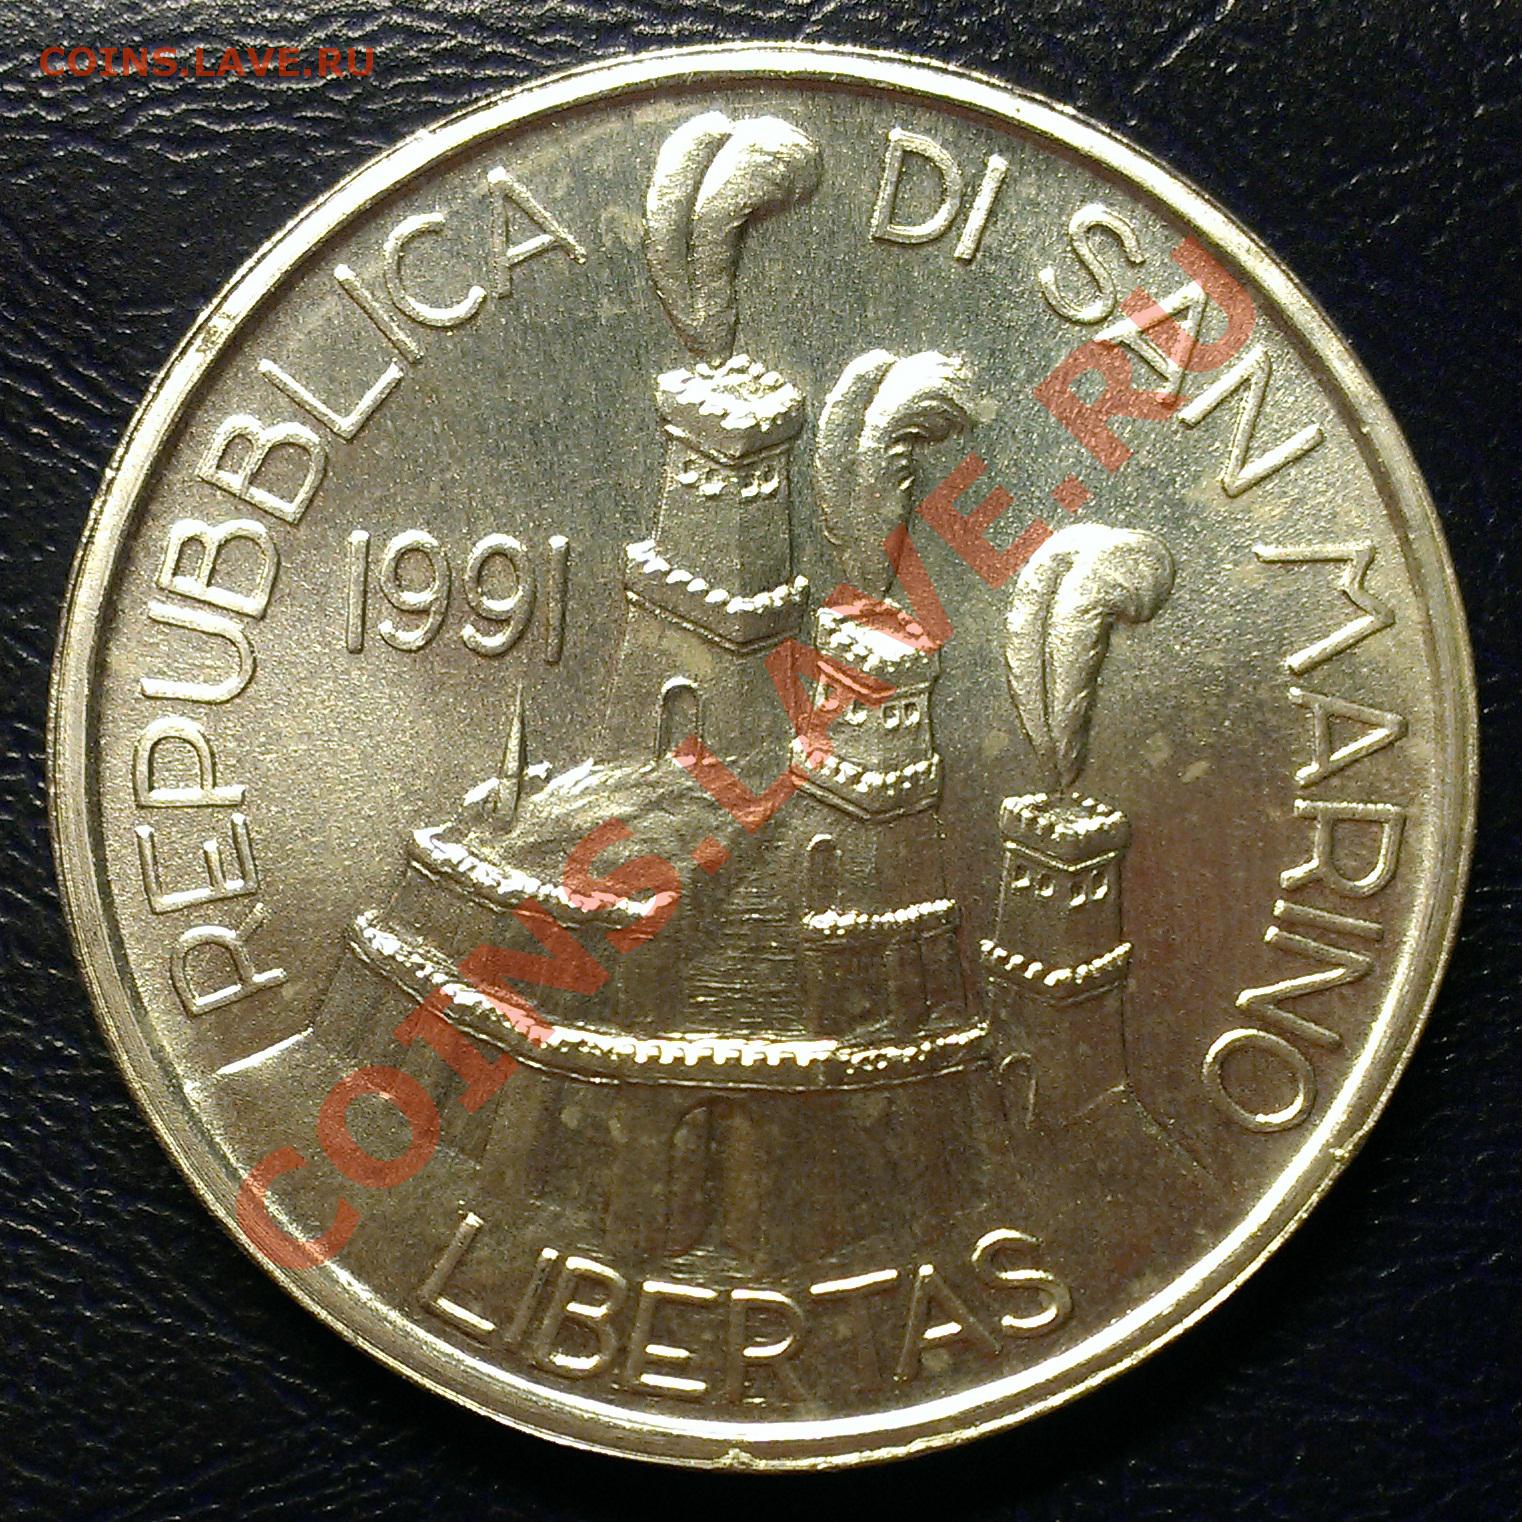 COINS.LAVE.RU
REPUBBLICA DI SAN MARINO
1991
COINS.LAVE.RU
LIBERTAS